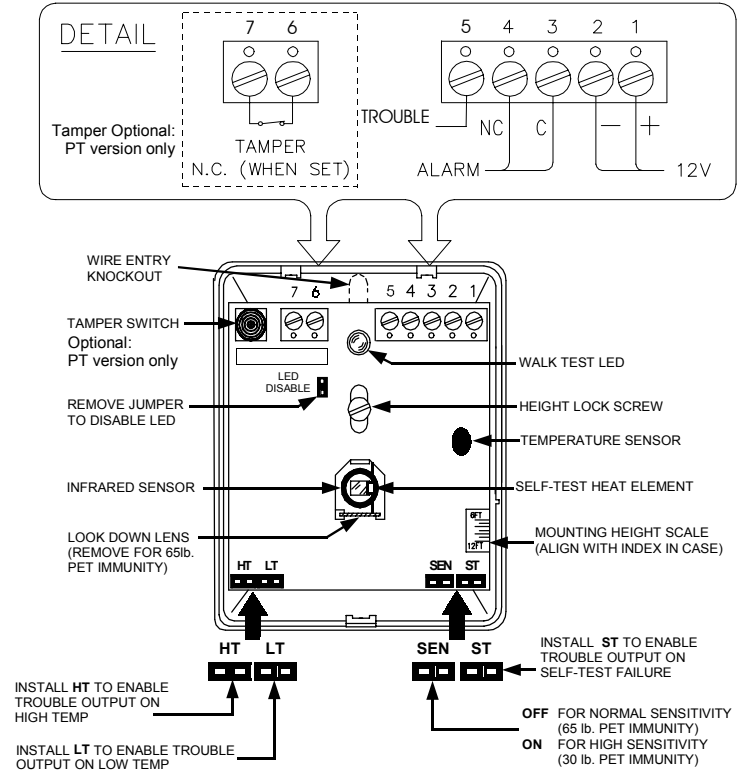 DETAIL
7 6
5 4 3 2 1
Tamper Optional:
PT version only
TAMPER
N.C. (WHEN SET)
TROUBLE
NC C − +
ALARM
12V
WIRE ENTRY
KNOCKOUT
7 6
5 4 3 2 1
TAMPER SWITCH
Optional:
PT version only
WALK TEST LED
LED
DISABLE
REMOVE JUMPER
TO DISABLE LED
HEIGHT LOCK SCREW
TEMPERATURE SENSOR
INFRARED SENSOR
SELF-TEST HEAT ELEMENT
LOOK DOWN LENS
(REMOVE FOR 65lb.
PET IMMUNITY)
6FT
12FT
MOUNTING HEIGHT SCALE
(ALIGN WITH INDEX IN CASE)
HT LT
SEN ST
HT LT
SEN ST
INSTALL ST TO ENABLE
TROUBLE OUTPUT ON
SELF-TEST FAILURE
INSTALL HT TO ENABLE
TROUBLE OUTPUT ON
HIGH TEMP
INSTALL LT TO ENABLE TROUBLE
OUTPUT ON LOW TEMP
OFF FOR NORMAL SENSITIVITY
(65 lb. PET IMMUNITY)
ON FOR HIGH SENSITIVITY
(30 lb. PET IMMUNITY)